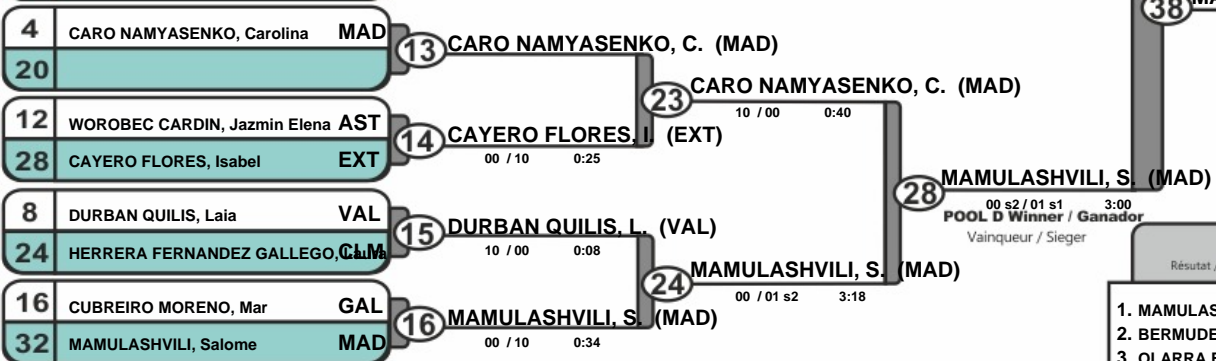 38
4 CARO NAMYASENKO, Carolina MAD
20
13 CARO NAMYASENKO, C. (MAD)
23 CARO NAMYASENKO, C. (MAD)
10 / 00 0:40
12 WOROBEC CARDIN, Jazmin Elena AST
28 CAYERO FLORES, Isabel EXT
14 CAYERO FLORES, I. (EXT)
00 / 10 0:25
28 MAMULASHVILI, S. (MAD)
00 s2 / 01 s1 3:00
POOL D Winner / Ganador
Vainqueur / Sieger
8 DURBAN QUILIS, Laia VAL
24 HERRERA FERNANDEZ GALLEGO, CLM
15 DURBAN QUILIS, L. (VAL)
10 / 00 0:08
24 MAMULASHVILI, S. (MAD)
00 / 01 s2 3:18
16 CUBREIRO MORENO, Mar GAL
32 MAMULASHVILI, Salome MAD
16 MAMULASHVILI, S. (MAD)
00 / 10 0:34
Résutat /
1. MAMULAS
2. BERMUDE
3. OLARRA